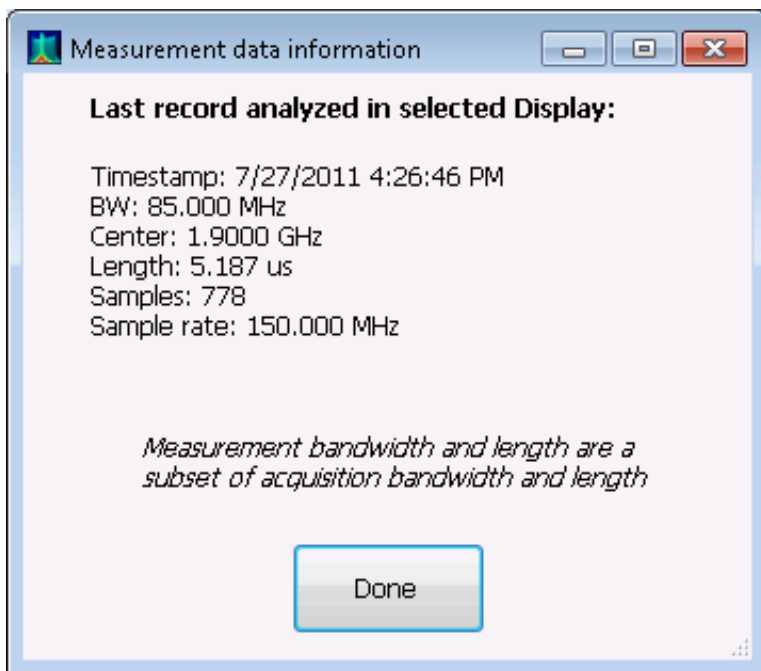 Measurement data information
Last record analyzed in selected Display:
Timestamp: 7/27/2011 4:26:46 PM
BW: 85.000 MHz
Center: 1.9000 GHz
Length: 5.187 us
Samples: 778
Sample rate: 150.000 MHz
Measurement bandwidth and length are a
subset of acquisition bandwidth and length
Done